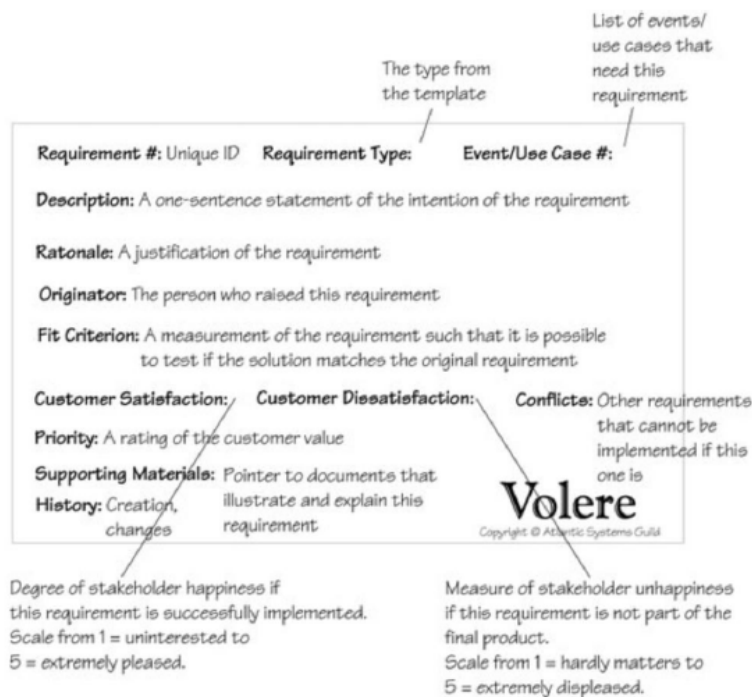 List of events/
use cases that
need this
requirement
The type from
the template
Requirement #: Unique ID Requirement Type: Event/Use Case #:
Description: A one-sentence statement of the intention of the requirement
Ratonale: A justification of the requirement
Originator: The person who raised this requirement
Fit Criterion: A measurement of the requirement such that it is possible
to test if the solution matches the original requirement
Customer Satisfaction: Customer Dissatisfaction:
Conflicts: Other requirements
that cannot be
implemented if this
one is
Priority: A rating of the customer value
Supporting Materials: Pointer to documents that
illustrate and explain this
requirement
History: Creation,
changes
Volere
Copyright © Atlantic Systems Guild
Degree of stakeholder happiness if
this requirement is successfully implemented.
Scale from 1 = uninterested to
5 = extremely pleased.
Measure of stakeholder unhappiness
if this requirement is not part of the
final product.
Scale from 1 = hardly matters to
5 = extremely displeased.